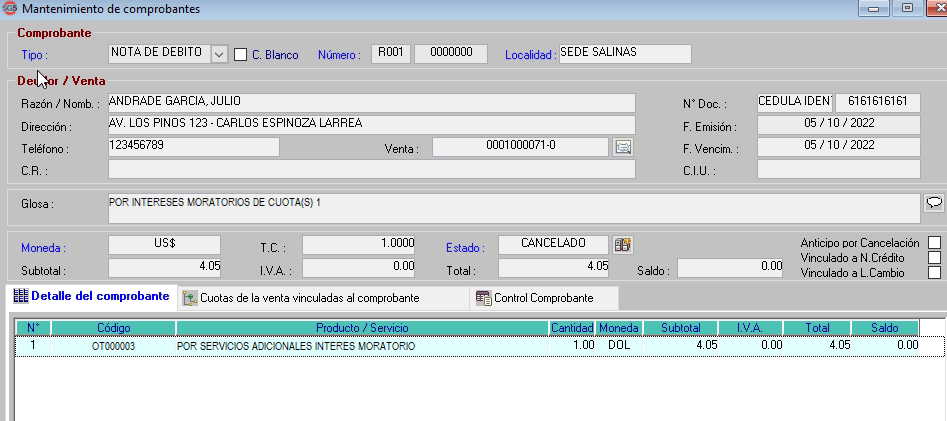 SGS Mantenimiento de comprobantes
Comprobante
Tipo : NOTA DE DEBITO C. Blanco Número : R001 0000000 Localidad : SEDE SALINAS
Deudor / Venta
Razón / Nomb. : ANDRADE GARCIA, JULIO N° Doc. : CEDULA IDENT 6161616161
Dirección : AV. LOS PINOS 123 - CARLOS ESPINOZA LARREA F. Emisión : 05 / 10 / 2022
Teléfono : 123456789 Venta : 0001000071-0 F. Vencim. : 05 / 10 / 2022
C.R. : C.I.U. :
Glosa : POR INTERESES MORATORIOS DE CUOTA(S) 1
Moneda : US$ T.C. : 1.0000 Estado : CANCELADO Anticipo por Cancelación
Vinculado a N.Crédito
Subtotal : 4.05 I.V.A. : 0.00 Total : 4.05 Saldo : 0.00 Vinculado a L.Cambio
Detalle del comprobante Cuotas de la venta vinculadas al comprobante Control Comprobante
N° Código Producto / Servicio Cantidad Moneda Subtotal I.V.A. Total Saldo
1 OT000003 POR SERVICIOS ADICIONALES INTERES MORATORIO 1.00 DOL 4.05 0.00 4.05 0.00